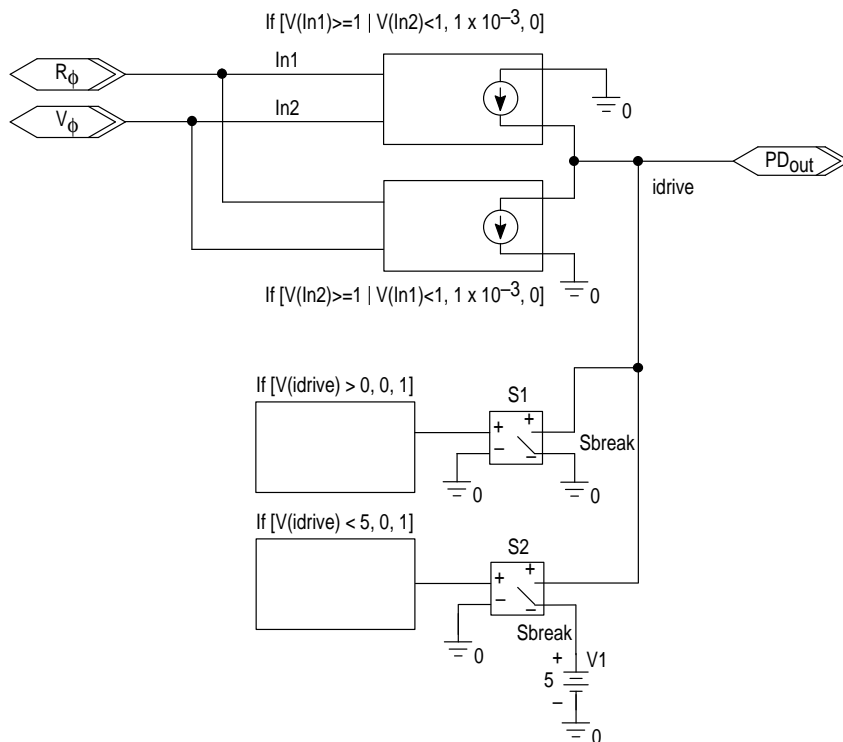 If [V(In1)>=1 | V(In2)<1, 1 x 10–3, 0]
Rϕ
In1
Vϕ
In2
0
PDout
idrive
0
If [V(In2)>=1 | V(In1)<1, 1 x 10–3, 0]
If [V(idrive) > 0, 0, 1]
S1
+
+
–
–
Sbreak
0
0
If [V(idrive) < 5, 0, 1]
S2
+
+
–
–
Sbreak
0
+
V1
5
–
0